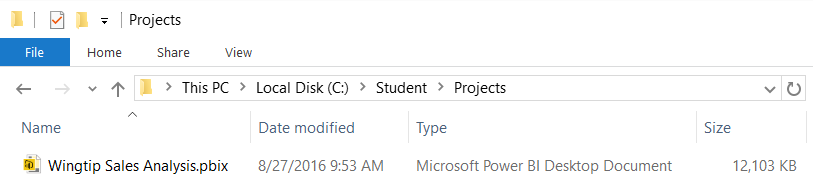 Projects
File Home Share View
This PC Local Disk (C:) Student Projects
Name Date modified Type Size
Wingtip Sales Analysis.pbix 8/27/2016 9:53 AM Microsoft Power BI Desktop Document 12,103 KB